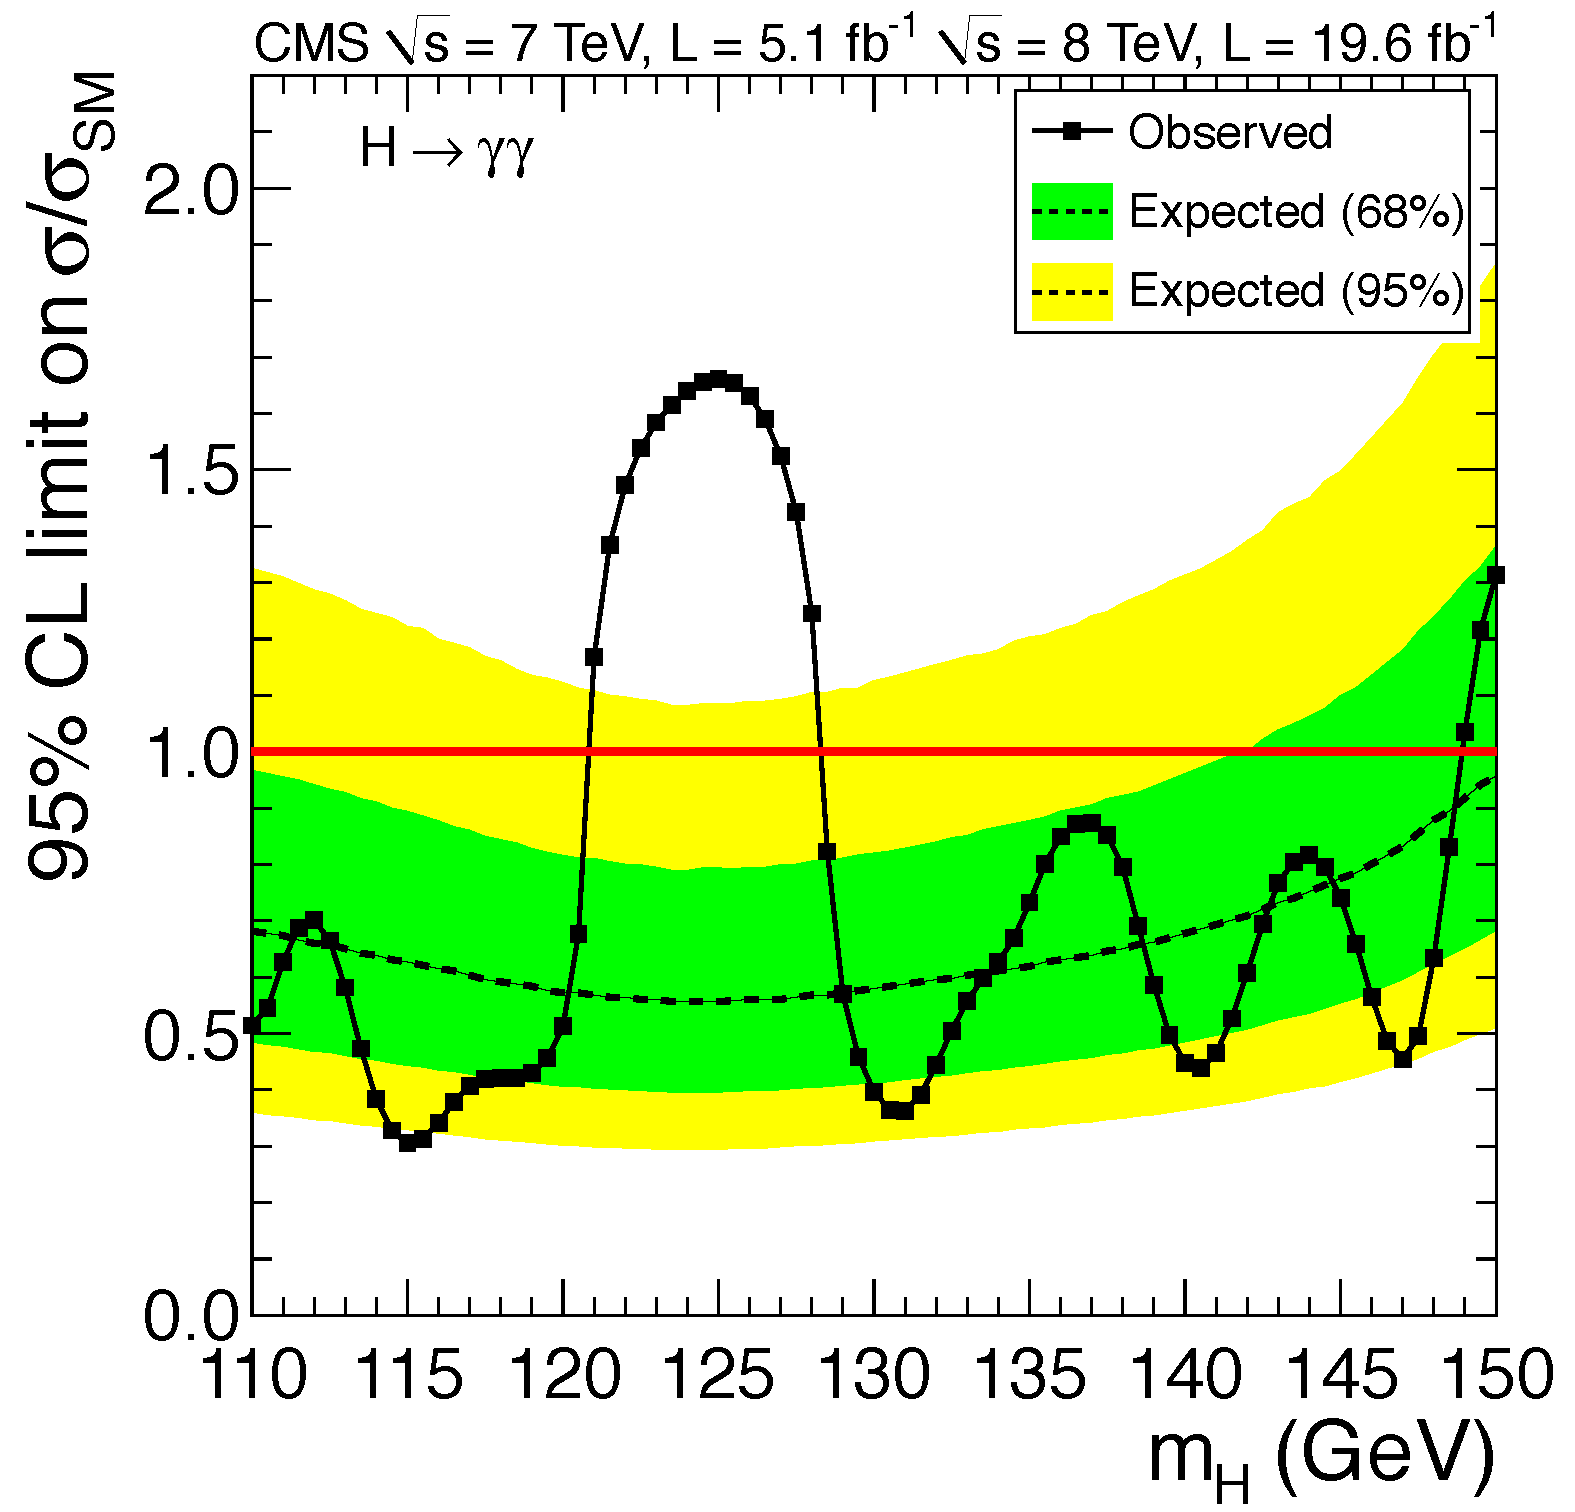 CMS √s = 7 TeV, L = 5.1 fb⁻¹ √s = 8 TeV, L = 19.6 fb⁻¹
H → γγ
Observed
Expected (68%)
Expected (95%)
95% CL limit on σ/σSM
2.0
1.5
1.0
0.5
0.0
110 115 120 125 130 135 140 145 150
mH (GeV)